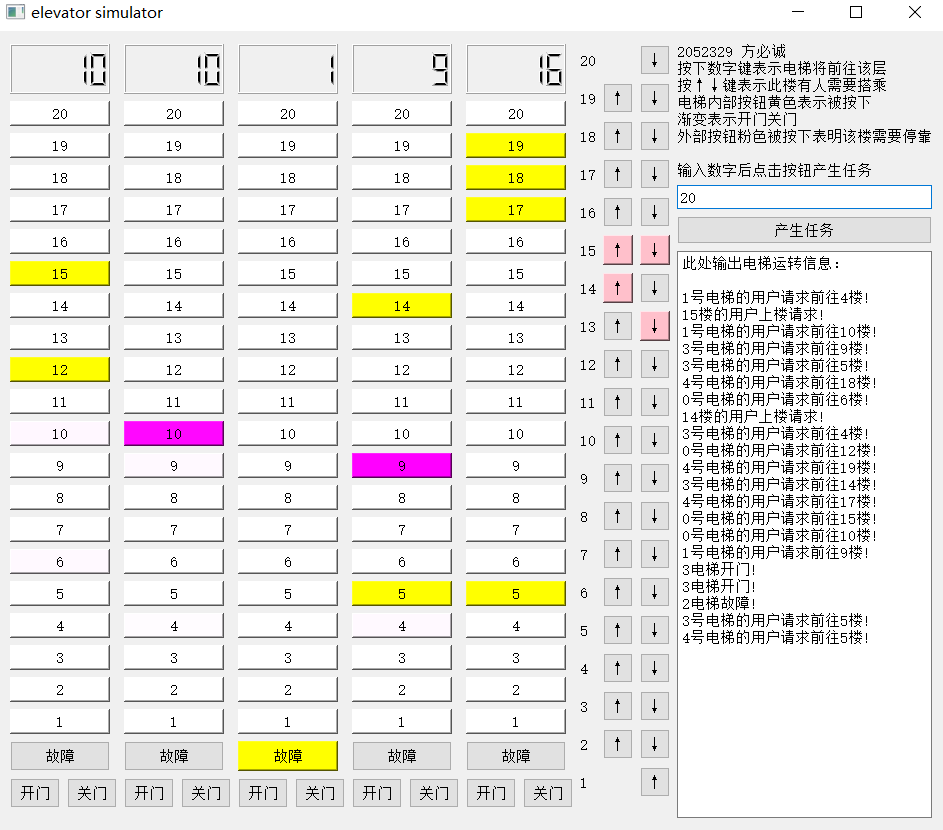 elevator simulator
10 10 1 9 16
20 20 20 20 20
19 19 19 19 19
18 18 18 18 18
17 17 17 17 17
16 16 16 16 16
15 15 15 15 15
14 14 14 14 14
13 13 13 13 13
12 12 12 12 12
11 11 11 11 11
10 10 10 10 10
9 9 9 9 9
8 8 8 8 8
7 7 7 7 7
6 6 6 6 6
5 5 5 5 5
4 4 4 4 4
3 3 3 3 3
2 2 2 2 2
1 1 1 1 1
故障 故障 故障 故障 故障
开门 关门 开门 关门 开门 关门 开门 关门 开门 关门
20 ↓
19 ↑ ↓
18 ↑ ↓
17 ↑ ↓
16 ↑ ↓
15 ↑ ↓
14 ↑ ↓
13 ↑ ↓
12 ↑ ↓
11 ↑ ↓
10 ↑ ↓
9 ↑ ↓
8 ↑ ↓
7 ↑ ↓
6 ↑ ↓
5 ↑ ↓
4 ↑ ↓
3 ↑ ↓
2 ↑ ↓
1 ↑
2052329 方必诚
按下数字键表示电梯将前往该层
按↑↓键表示此楼有人需要搭乘
电梯内部按钮黄色表示被按下
渐变表示开门关门
外部按钮粉色被按下表明该楼需要停靠
输入数字后点击按钮产生任务
20
产生任务
此处输出电梯运转信息:
1号电梯的用户请求前往4楼!
15楼的用户上楼请求!
1号电梯的用户请求前往10楼!
3号电梯的用户请求前往9楼!
3号电梯的用户请求前往5楼!
4号电梯的用户请求前往18楼!
0号电梯的用户请求前往6楼!
14楼的用户上楼请求!
3号电梯的用户请求前往4楼!
0号电梯的用户请求前往12楼!
4号电梯的用户请求前往19楼!
3号电梯的用户请求前往14楼!
4号电梯的用户请求前往17楼!
0号电梯的用户请求前往15楼!
0号电梯的用户请求前往10楼!
1号电梯的用户请求前往9楼!
3电梯开门!
3电梯开门!
2电梯故障!
3号电梯的用户请求前往5楼!
4号电梯的用户请求前往5楼!